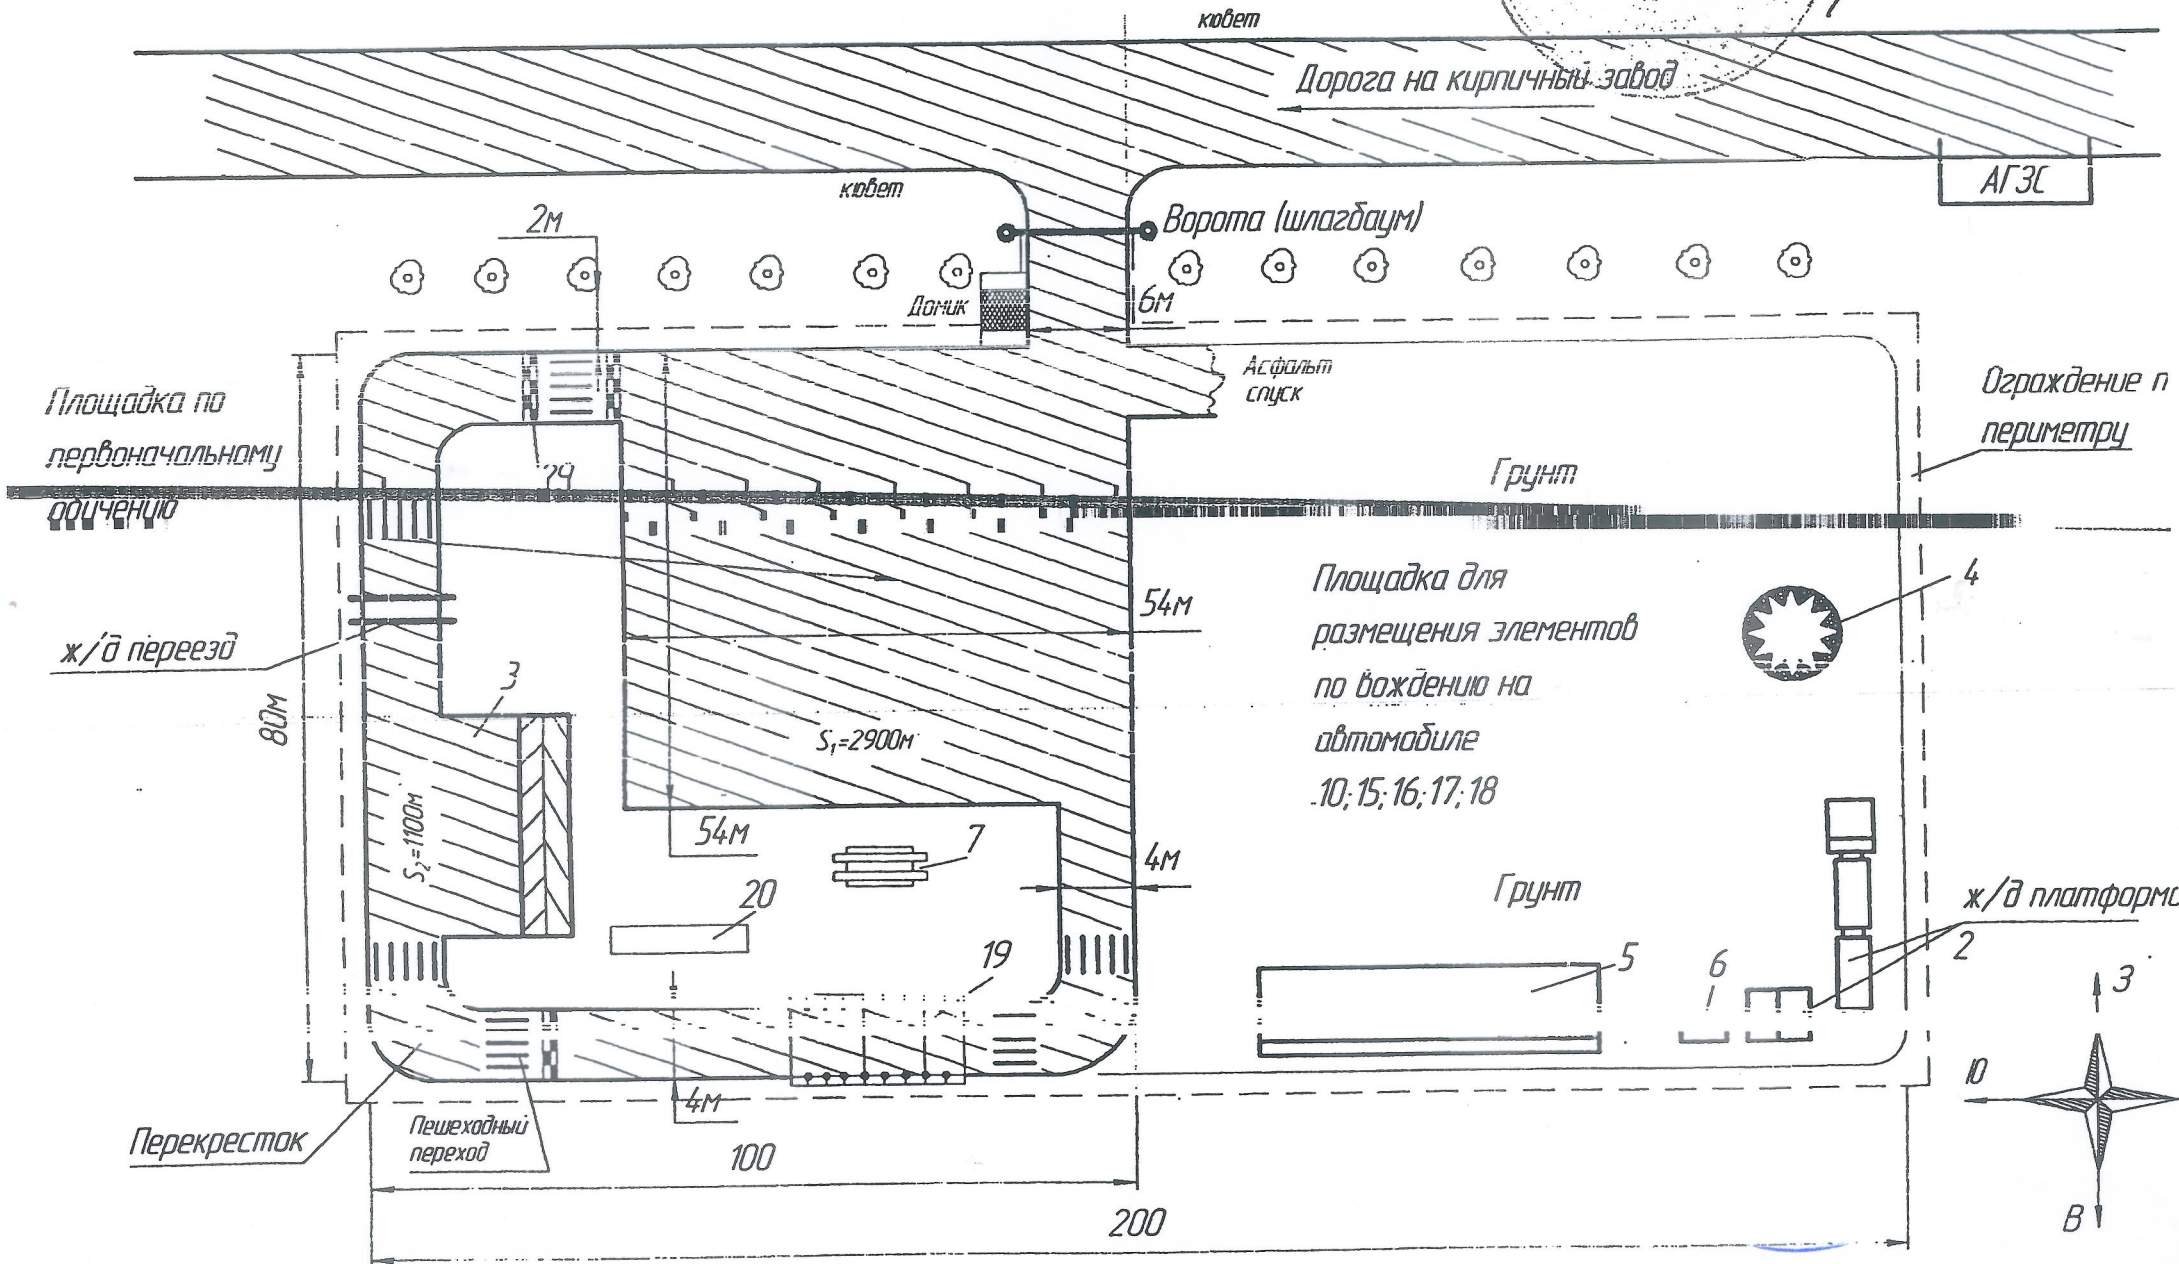 кювет
Дорога на кирпичный завод
АГЗС
кювет
2м
Ворота (шлагбаум)
Домик
6м
Асфальт
спуск
Площадка по
первоначальному
Ограждение п
периметру
Грунт
Площадка для
размещения элементов
по вождению на
автомобиле
10; 15; 16; 17; 18
4
54м
ж/д переезд
3
80м
S₁=2900м
S₂=1100м
54м
7
4м
20
19
Грунт
5
6
ж/д платформа
2
З
Ю
В
4м
Перекресток
Пешеходный
переход
100
200